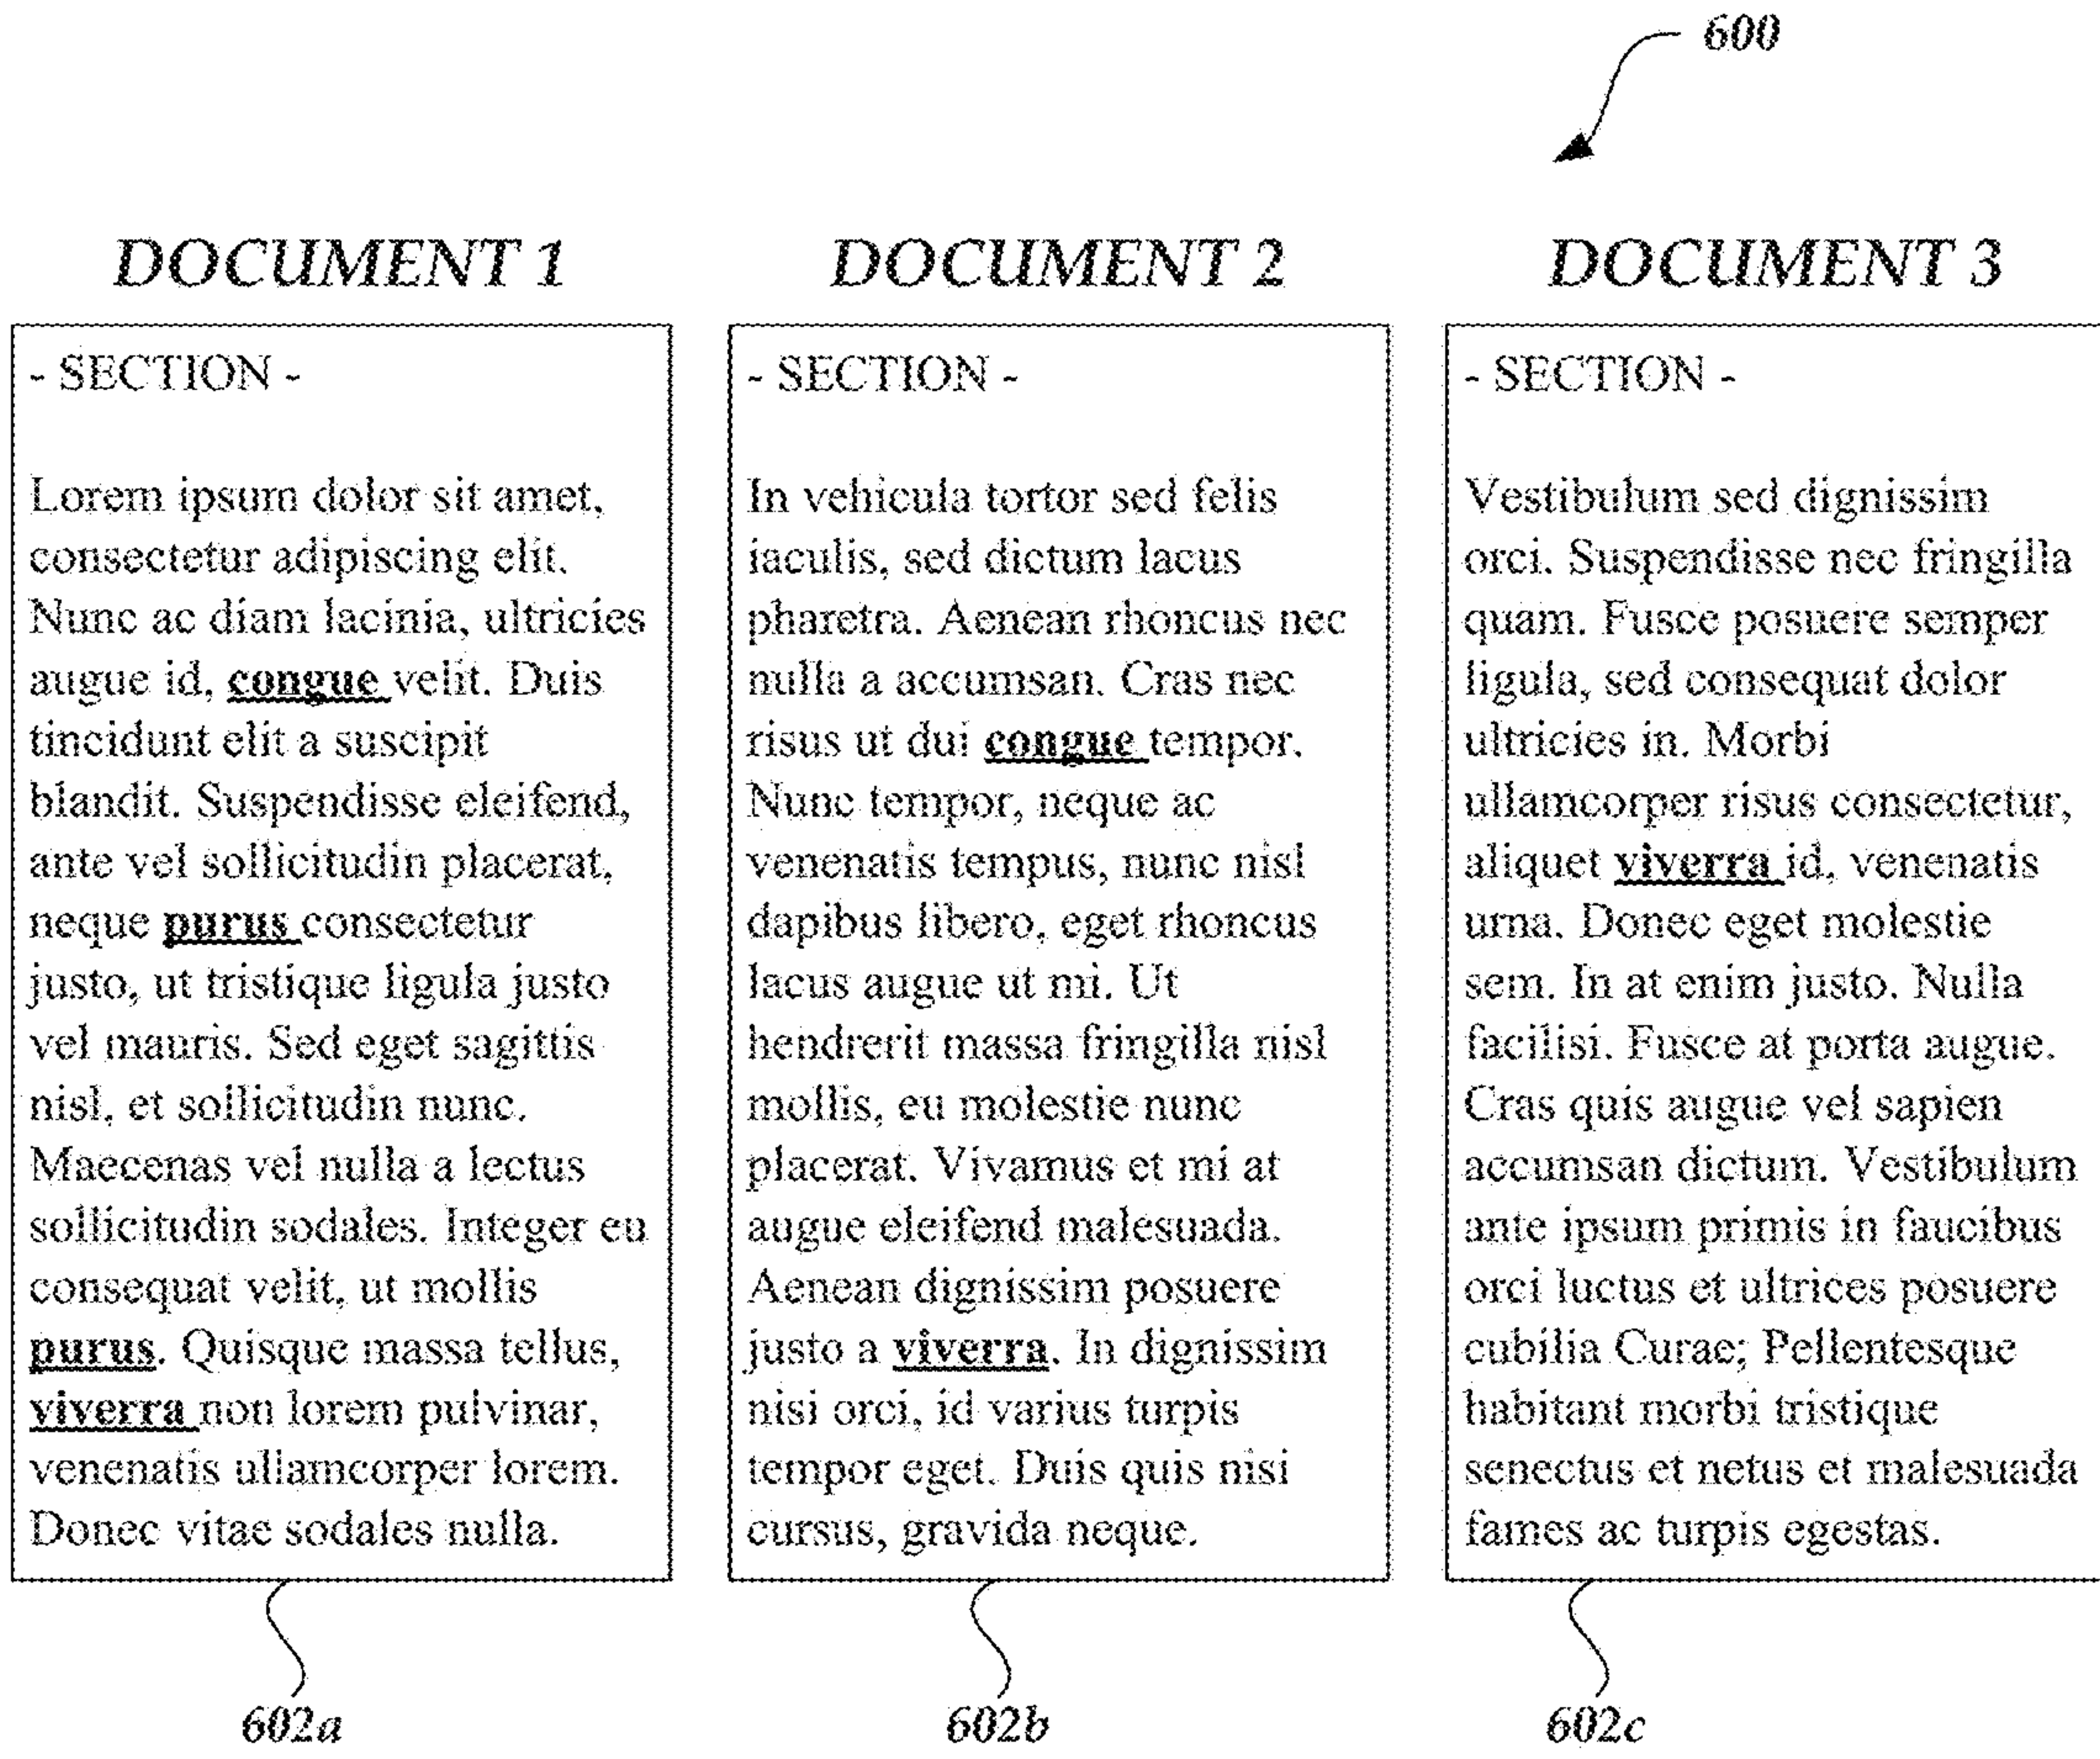 600
DOCUMENT 1
- SECTION -
Lorem ipsum dolor sit amet,
consectetur adipiscing elit.
Nunc ac diam lacinia, ultricies
augue id, congue velit. Duis
tincidunt elit a suscipit
blandit. Suspendisse eleifend,
ante vel sollicitudin placerat,
neque purus consectetur
justo, ut tristique ligula justo
vel mauris. Sed eget sagittis
nisl, et sollicitudin nunc.
Maecenas vel nulla a lectus
sollicitudin sodales. Integer eu
consequat velit, ut mollis
purus. Quisque massa tellus,
viverra non lorem pulvinar,
venenatis ullamcorper lorem.
Donec vitae sodales nulla.
602a
DOCUMENT 2
- SECTION -
In vehicula tortor sed felis
iaculis, sed dictum lacus
pharetra. Aenean rhoncus nec
nulla a accumsan. Cras nec
risus ut dui congue tempor.
Nunc tempor, neque ac
venenatis tempus, nunc nisl
dapibus libero, eget rhoncus
lacus augue ut mi. Ut
hendrerit massa fringilla nisl
mollis, eu molestie nunc
placerat. Vivamus et mi at
augue eleifend malesuada.
Aenean dignissim posuere
justo a viverra. In dignissim
nisi orci, id varius turpis
tempor eget. Duis quis nisi
cursus, gravida neque.
602b
DOCUMENT 3
- SECTION -
Vestibulum sed dignissim
orci. Suspendisse nec fringilla
quam. Fusce posuere semper
ligula, sed consequat dolor
ultricies in. Morbi
ullamcorper risus consectetur,
aliquet viverra id, venenatis
urna. Donec eget molestie
sem. In at enim justo. Nulla
facilisi. Fusce at porta augue.
Cras quis augue vel sapien
accumsan dictum. Vestibulum
ante ipsum primis in faucibus
orci luctus et ultrices posuere
cubilia Curae; Pellentesque
habitant morbi tristique
senectus et netus et malesuada
fames ac turpis egestas.
602c